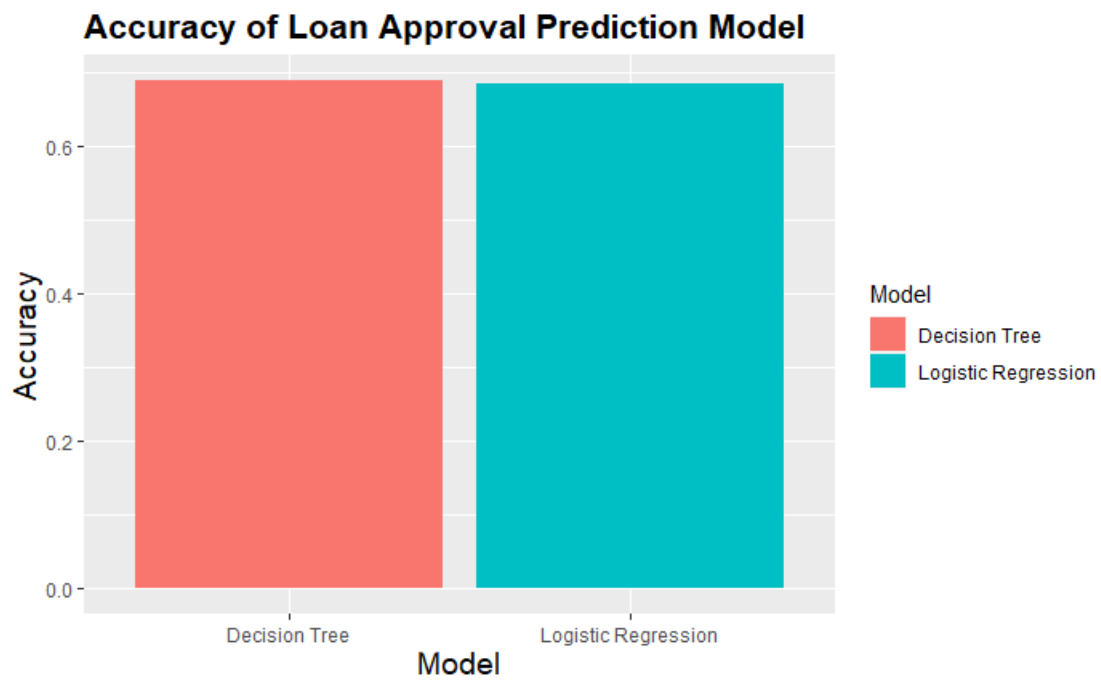 Accuracy of Loan Approval Prediction Model
Accuracy
0.6
0.4
0.2
0.0
Decision Tree
Logistic Regression
Model
Model
Decision Tree
Logistic Regression